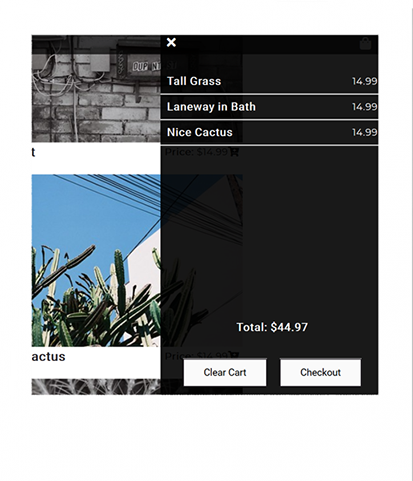 DUPONT
Tall Grass 14.99
Laneway in Bath 14.99
Nice Cactus 14.99
t Price: $14.99
Total: $44.97
actus Price: $14.99
Clear Cart Checkout